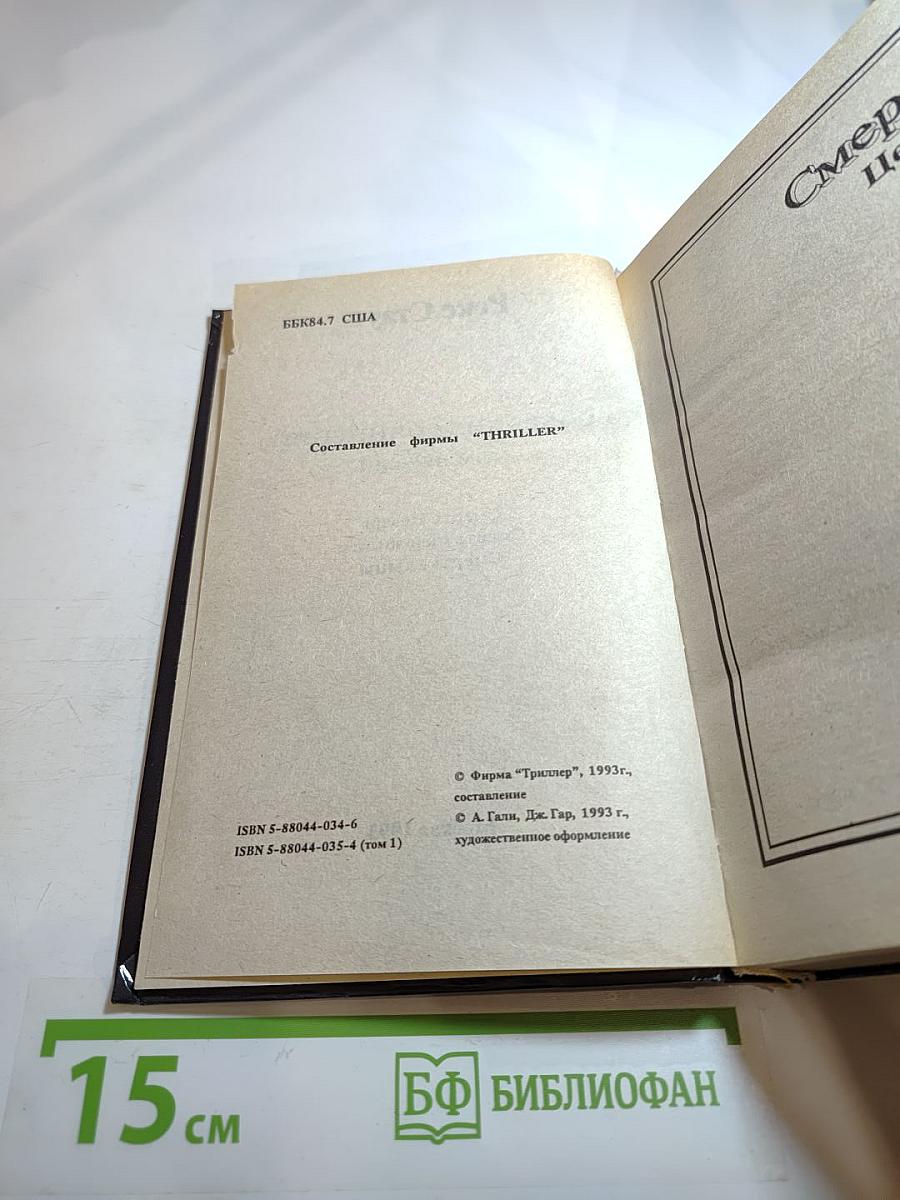 ББК84.7 США
Составление фирмы “THRILLER”
ISBN 5-88044-034-6
ISBN 5-88044-035-4 (том 1)
© Фирма “Триллер”, 1993г.,
составление
© А. Гали, Дж. Гар, 1993 г.,
художественное оформление
15 см
БФ БИБЛИОФАН